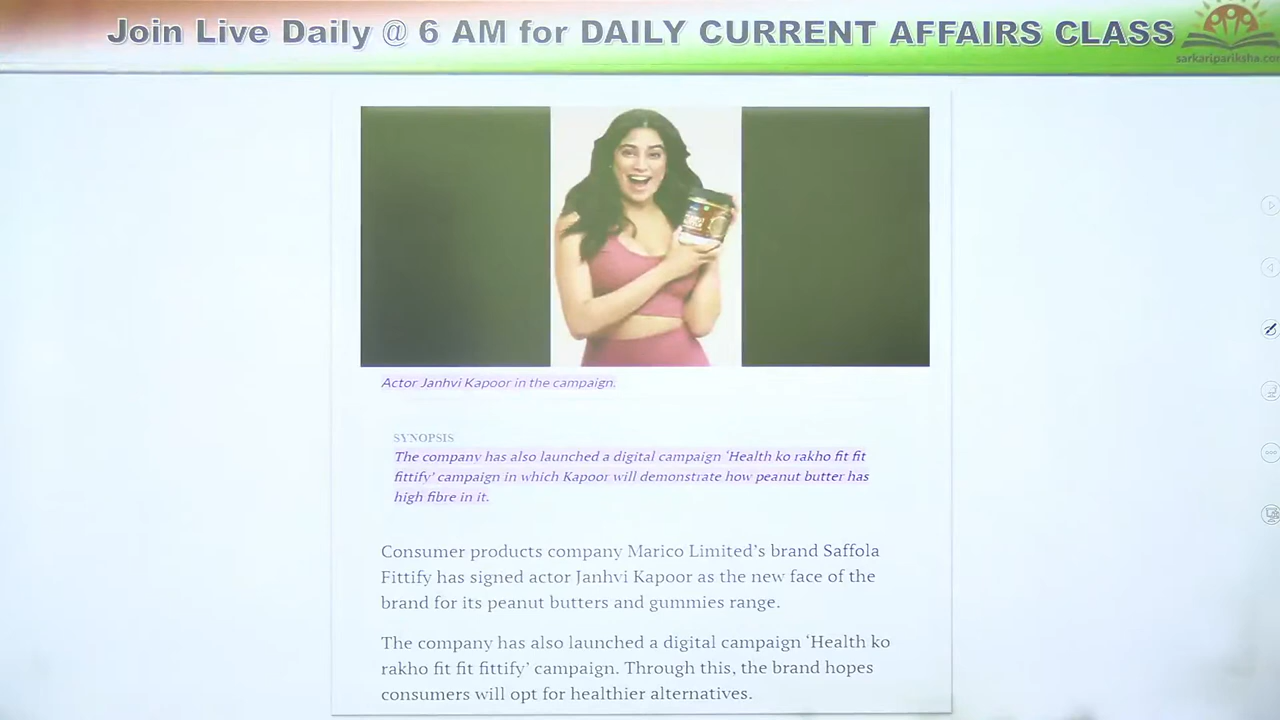 Join Live Daily @ 6 AM for DAILY CURRENT AFFAIRS CLASS
Actor Janhvi Kapoor in the campaign.
SYNOPSIS
The company has also launched a digital campaign ‘Health ko rakho fit fit
fittify’ campaign in which Kapoor will demonstrate how peanut butter has
high fibre in it.
Consumer products company Marico Limited’s brand Saffola
Fittify has signed actor Janhvi Kapoor as the new face of the
brand for its peanut butters and gummies range.
The company has also launched a digital campaign ‘Health ko
rakho fit fit fittify’ campaign. Through this, the brand hopes
consumers will opt for healthier alternatives.